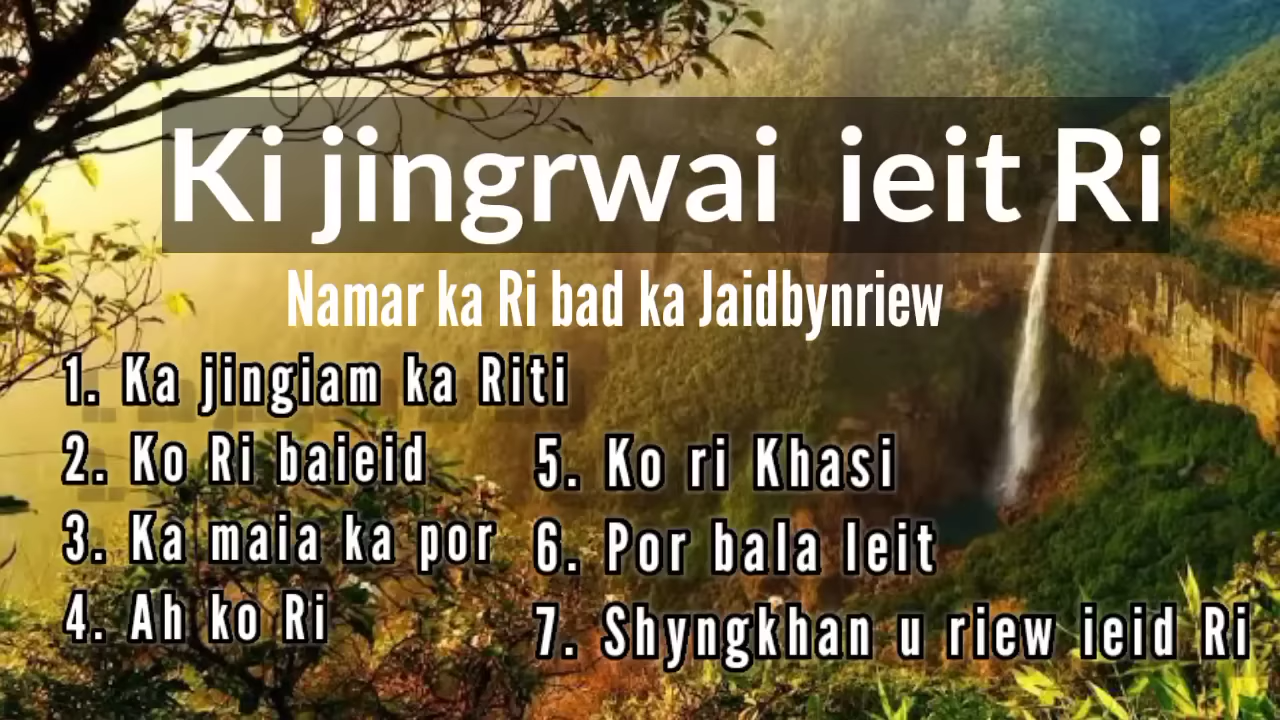 Ki jingrwai ieit Ri
Namar ka Ri bad ka Jaidbynriew
1. Ka jingiam ka Riti
2. Ko Ri baieid
3. Ka maia ka por
4. Ah ko Ri
5. Ko ri Khasi
6. Por bala leit
7. Shyngkhan u riew ieid Ri